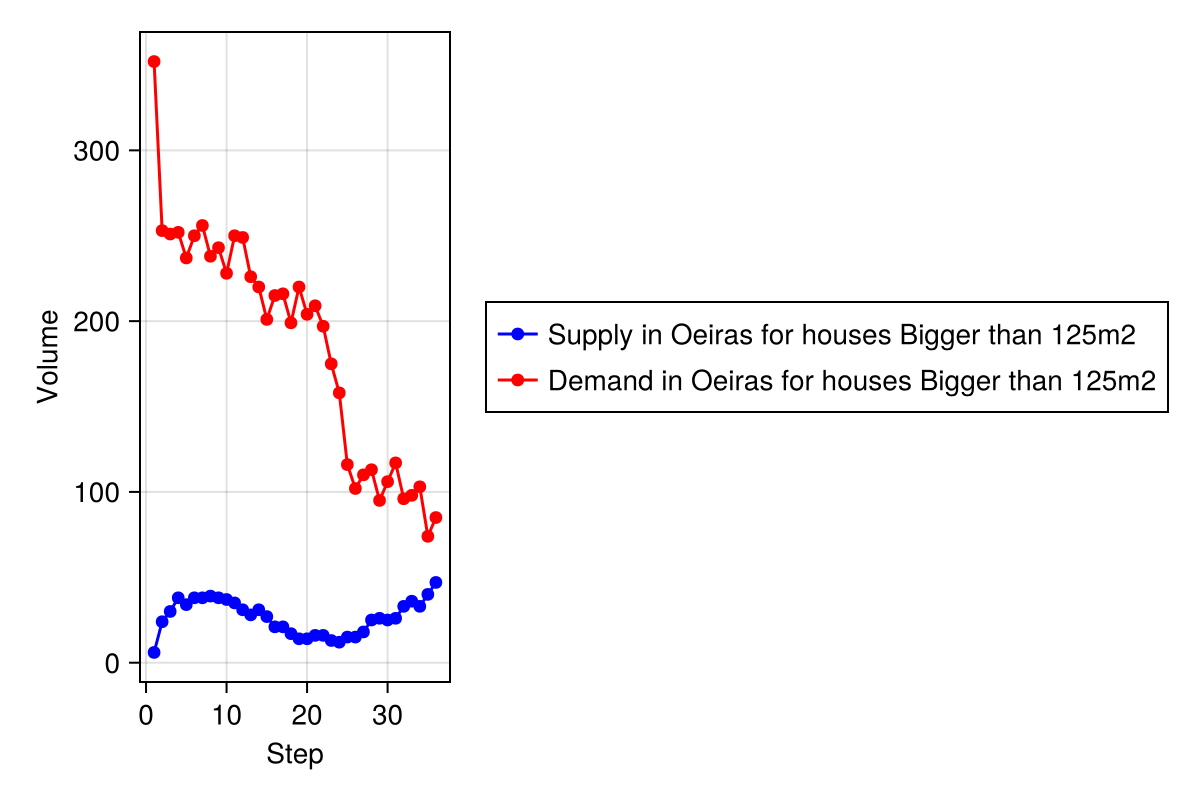 300
200
100
0
Volume
0 10 20 30
Step
Supply in Oeiras for houses Bigger than 125m2
Demand in Oeiras for houses Bigger than 125m2